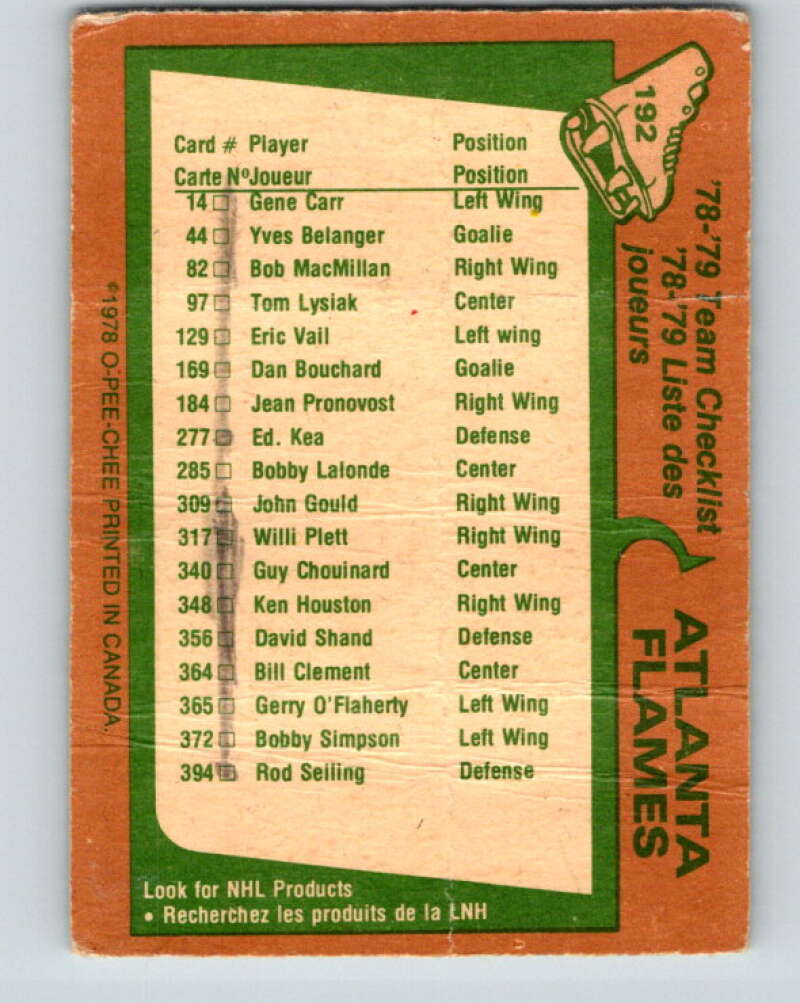 192
'78-'79 Team Checklist
'78-'79 Liste des
joueurs
ATLANTA
FLAMES
Card # Player Position
Carte Nº Joueur Position
14 Gene Carr Left Wing
44 Yves Belanger Goalie
82 Bob MacMillan Right Wing
97 Tom Lysiak Center
129 Eric Vail Left wing
169 Dan Bouchard Goalie
184 Jean Pronovost Right Wing
277 Ed. Kea Defense
285 Bobby Lalonde Center
309 John Gould Right Wing
317 Willi Plett Right Wing
340 Guy Chouinard Center
348 Ken Houston Right Wing
356 David Shand Defense
364 Bill Clement Center
365 Gerry O'Flaherty Left Wing
372 Bobby Simpson Left Wing
394 Rod Seiling Defense
Look for NHL Products
• Recherchez les produits de la LNH
©1978 O-PEE-CHEE PRINTED IN CANADA.